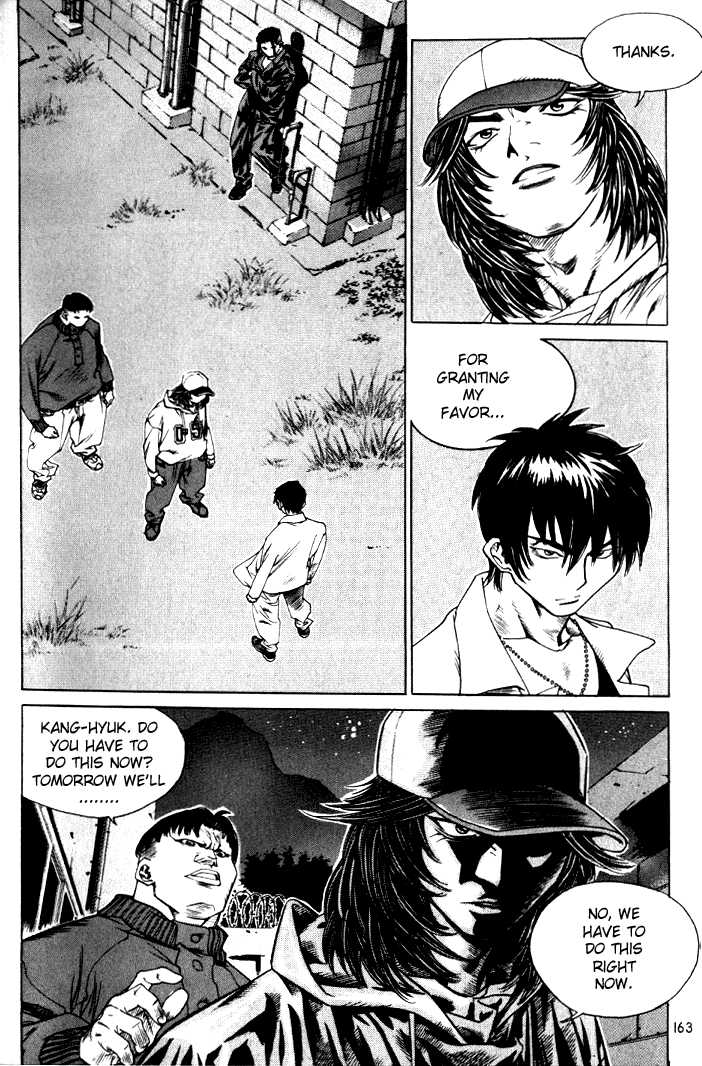 THANKS.
FOR
GRANTING
MY
FAVOR...
KANG-HYUK. DO
YOU HAVE TO
DO THIS NOW?
TOMORROW WE'LL
........
NO, WE
HAVE TO
DO THIS
RIGHT
NOW.
163